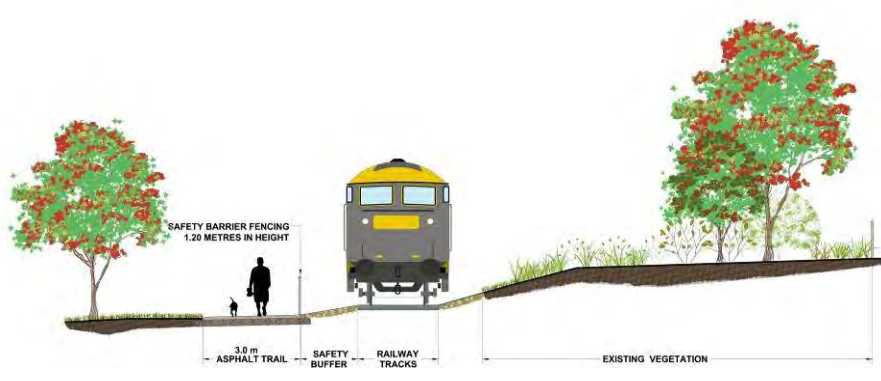 SAFETY BARRIER FENCING
1.20 METRES IN HEIGHT
3.0 m
ASPHALT TRAIL
SAFETY
BUFFER
RAILWAY
TRACKS
EXISTING VEGETATION